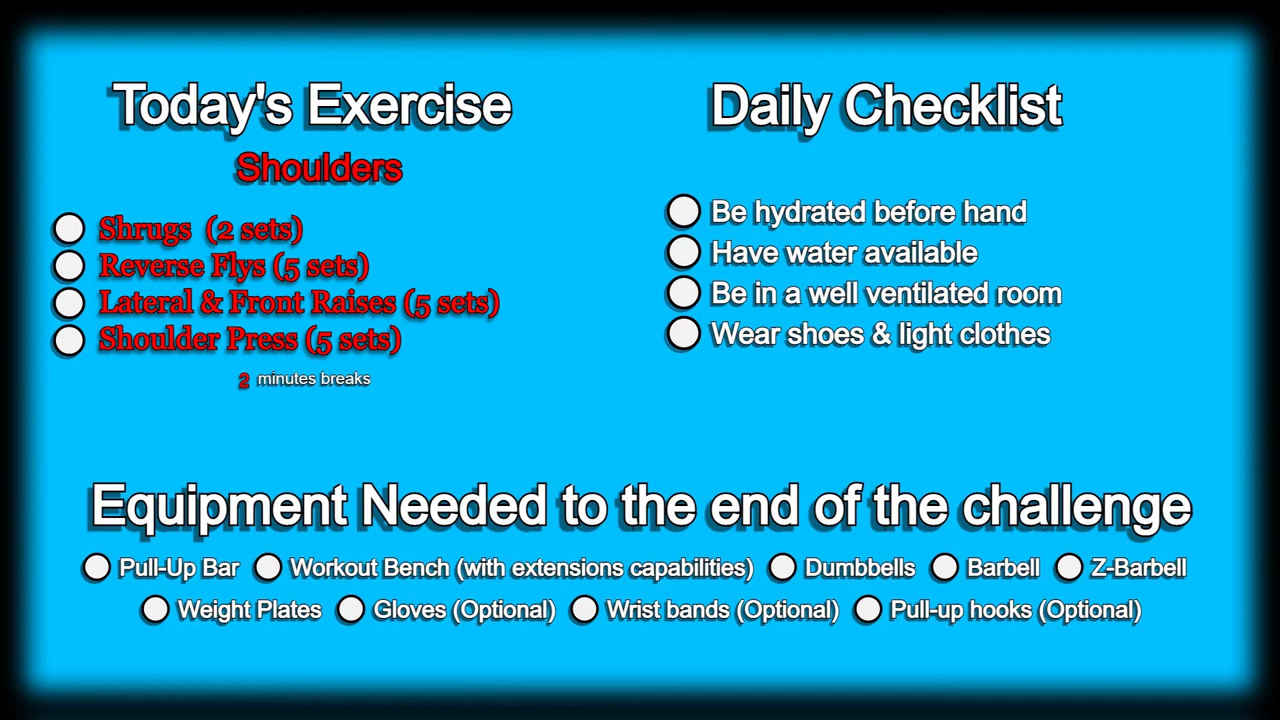 Today's Exercise
Shoulders
Shrugs (2 sets)
Reverse Flys (5 sets)
Lateral & Front Raises (5 sets)
Shoulder Press (5 sets)
2 minutes breaks
Daily Checklist
Be hydrated before hand
Have water available
Be in a well ventilated room
Wear shoes & light clothes
Equipment Needed to the end of the challenge
Pull-Up Bar Workout Bench (with extensions capabilities) Dumbbells Barbell Z-Barbell
Weight Plates Gloves (Optional) Wrist bands (Optional) Pull-up hooks (Optional)